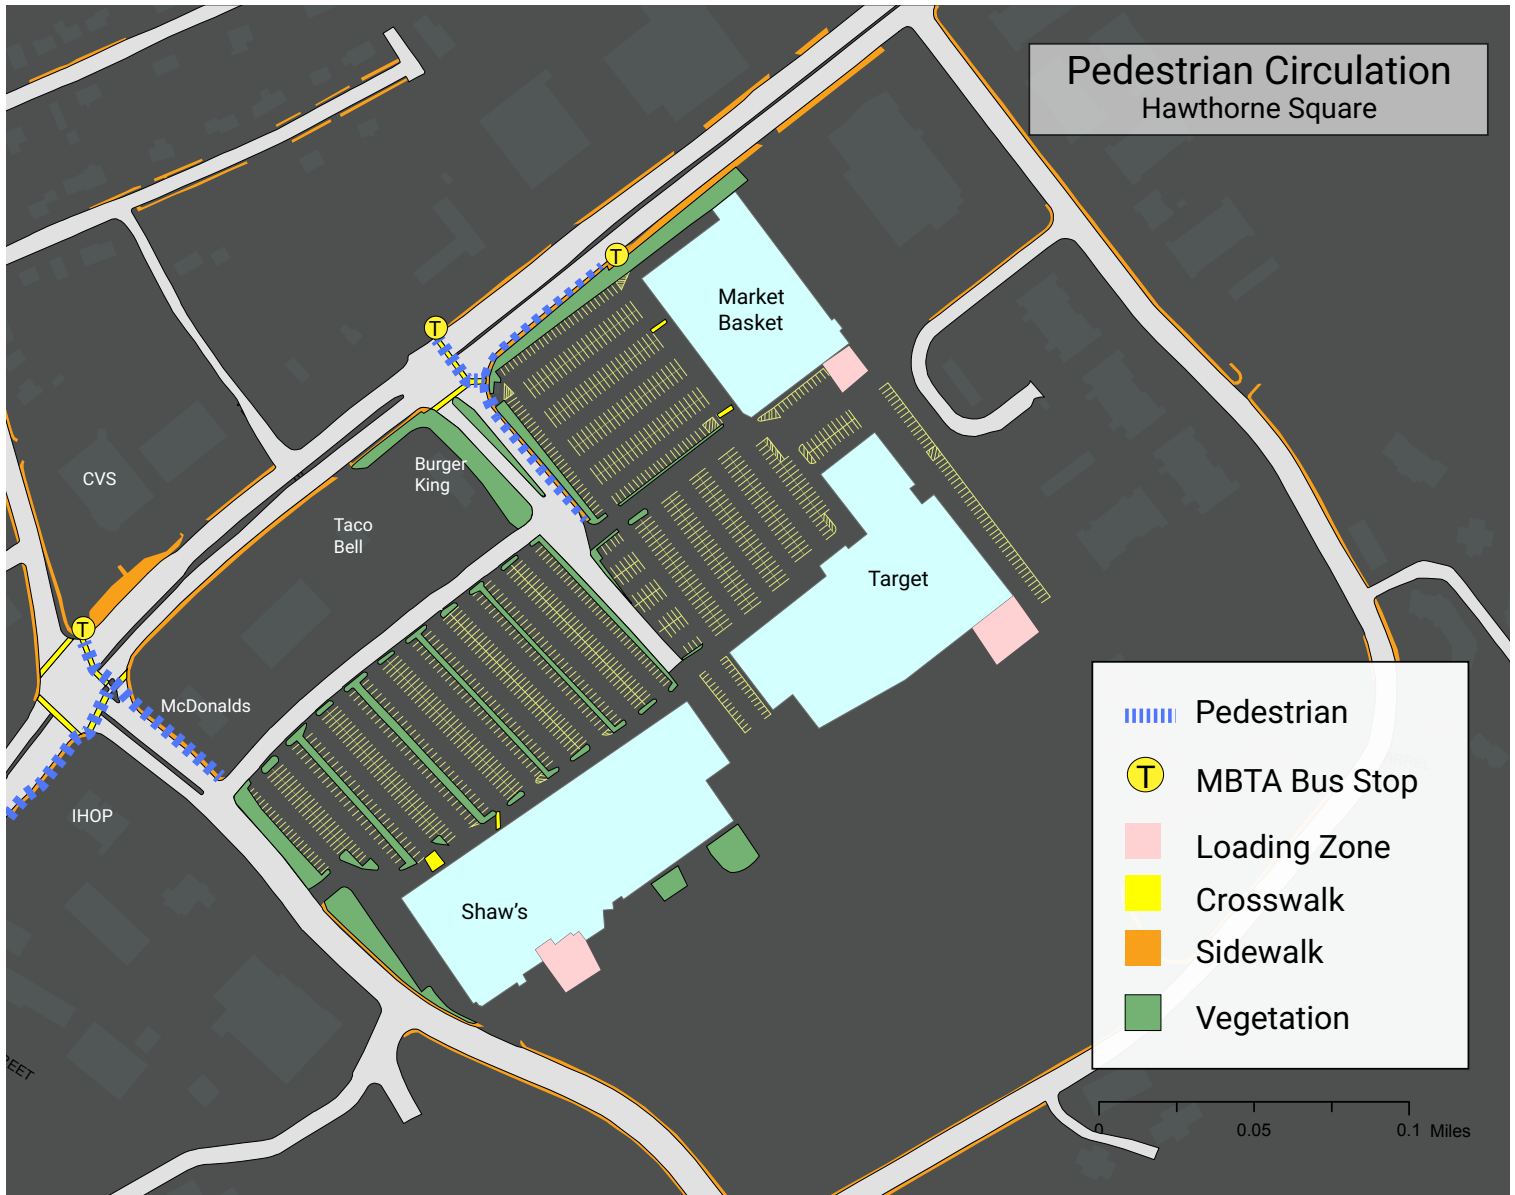 Pedestrian Circulation
Hawthorne Square
T
Market
Basket
T
CVS
Burger
King
Taco
Bell
Target
T
McDonalds
IHOP
Shaw's
Pedestrian
T MBTA Bus Stop
Loading Zone
Crosswalk
Sidewalk
Vegetation
REET
0 0.05 0.1 Miles